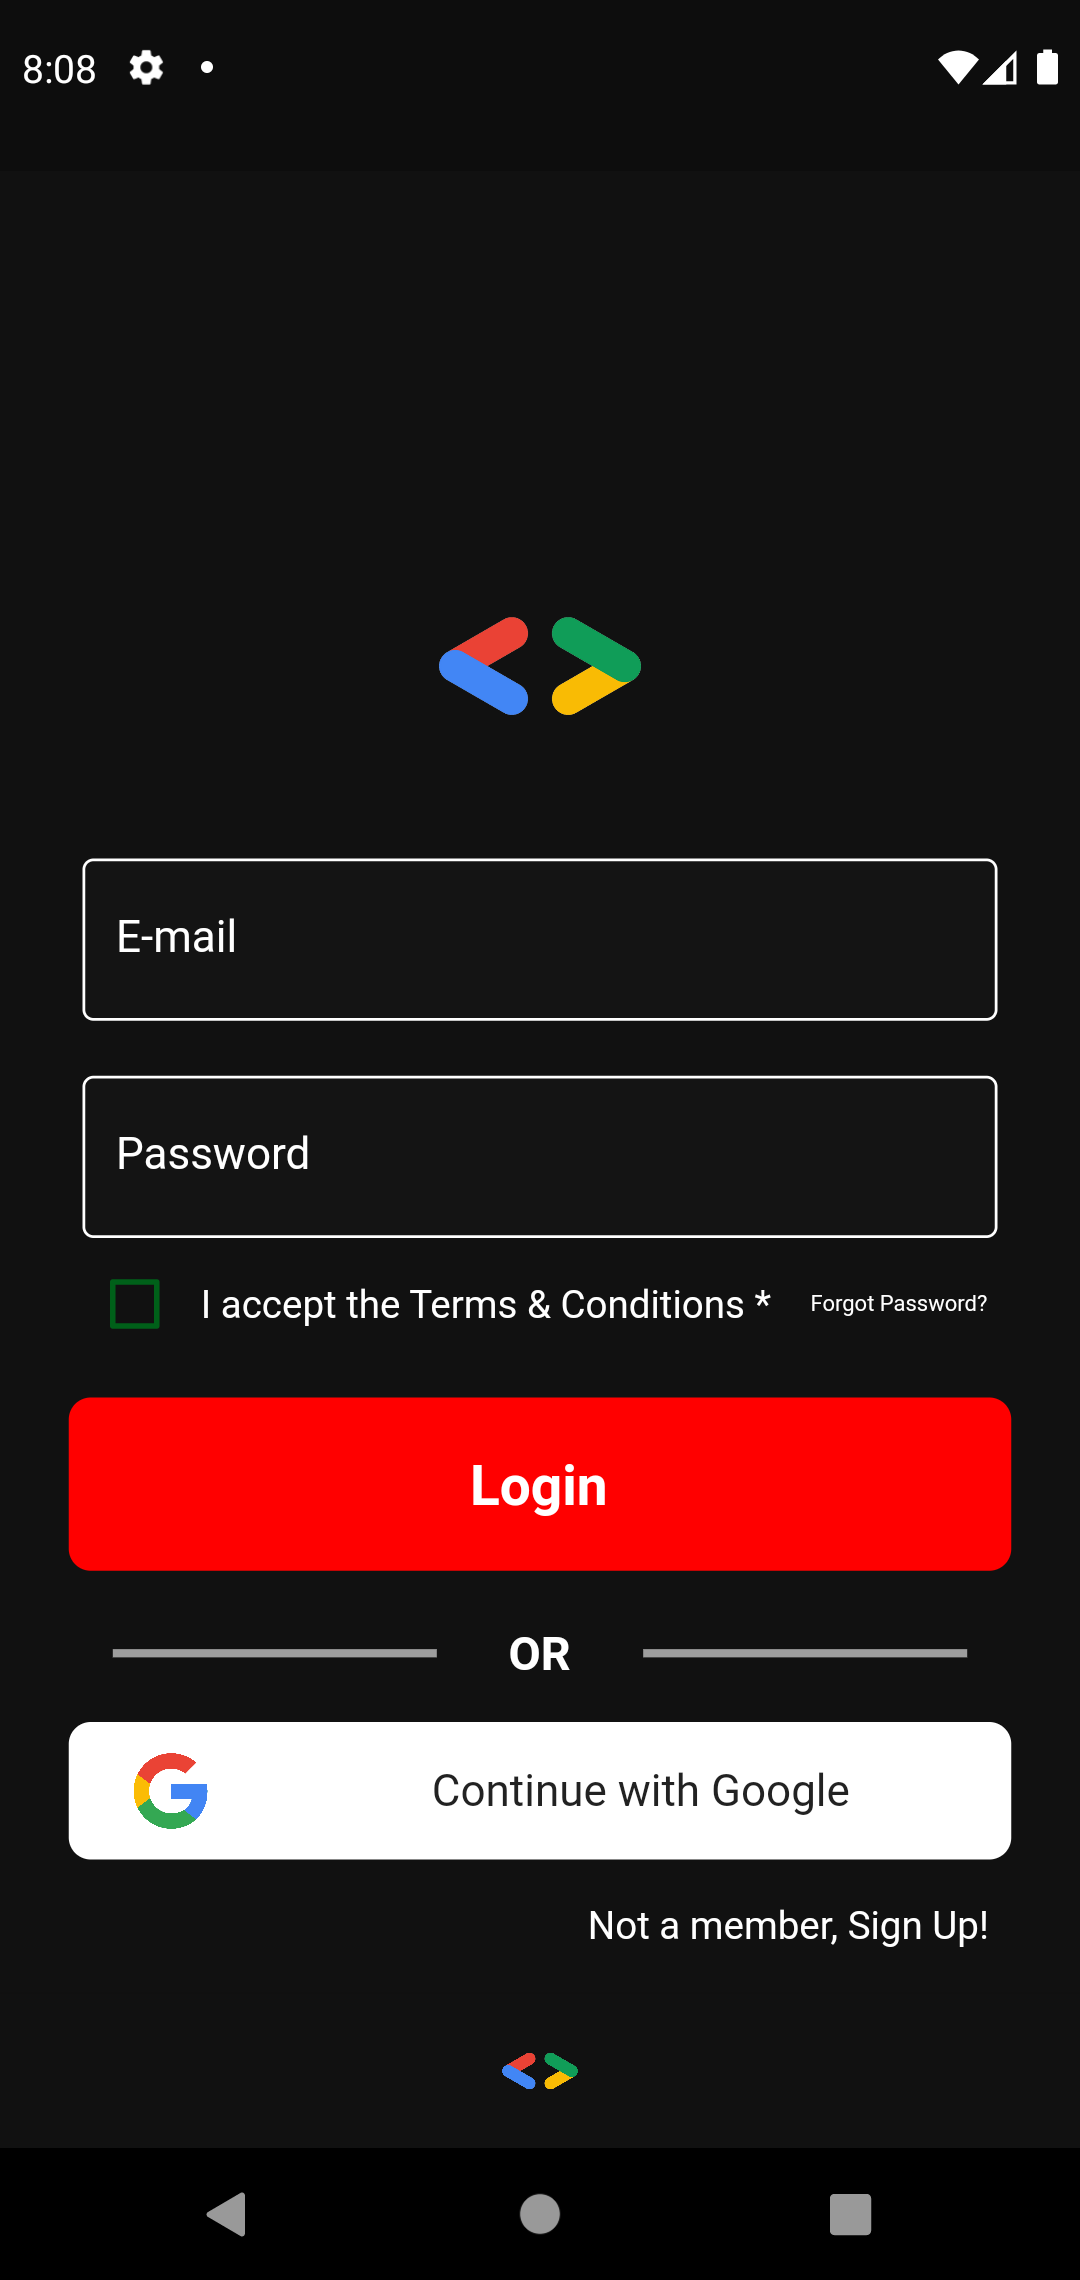 8:08
E-mail
Password
I accept the Terms & Conditions * Forgot Password?
Login
OR
Continue with Google
Not a member, Sign Up!